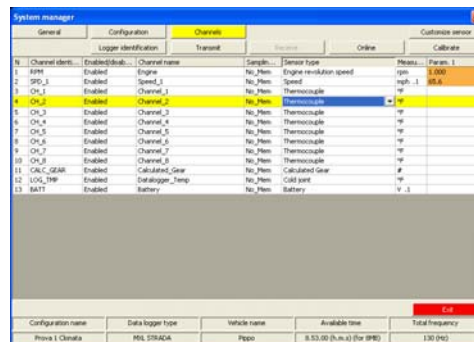 System manager
General Configuration Channels Customize sensor
Logger identification Transmit Receive Online Calibrate
N Channel identi... Enabled/disab... Channel name Samplin... Sensor type Measu... Param. 1
1 RPM Enabled Engine No_Mem Engine revolution speed rpm 1.000
2 SPD_1 Enabled Speed_1 No_Mem Speed mph .1 65.6
3 CH_1 Enabled Channel_1 No_Mem Thermocouple °F
4 CH_2 Enabled Channel_2 No_Mem Thermocouple °F
5 CH_3 Enabled Channel_3 No_Mem Thermocouple °F
6 CH_4 Enabled Channel_4 No_Mem Thermocouple °F
7 CH_5 Enabled Channel_5 No_Mem Thermocouple °F
8 CH_6 Enabled Channel_6 No_Mem Thermocouple °F
9 CH_7 Enabled Channel_7 No_Mem Thermocouple °F
10 CH_8 Enabled Channel_8 No_Mem Thermocouple °F
11 CALC_GEAR Enabled Calculated_Gear No_Mem Calculated Gear #
12 LOG_TMP Enabled Datalogger_Temp No_Mem Cold joint °F
13 BATT Enabled Battery No_Mem Battery V .1
Exit
Configuration name Data logger type Vehicle name Available time Total frequency
Prova 1 Clonata MXL STRADA Pippo 8.53.00 (h.m.s) (for 8MB) 130 (Hz)